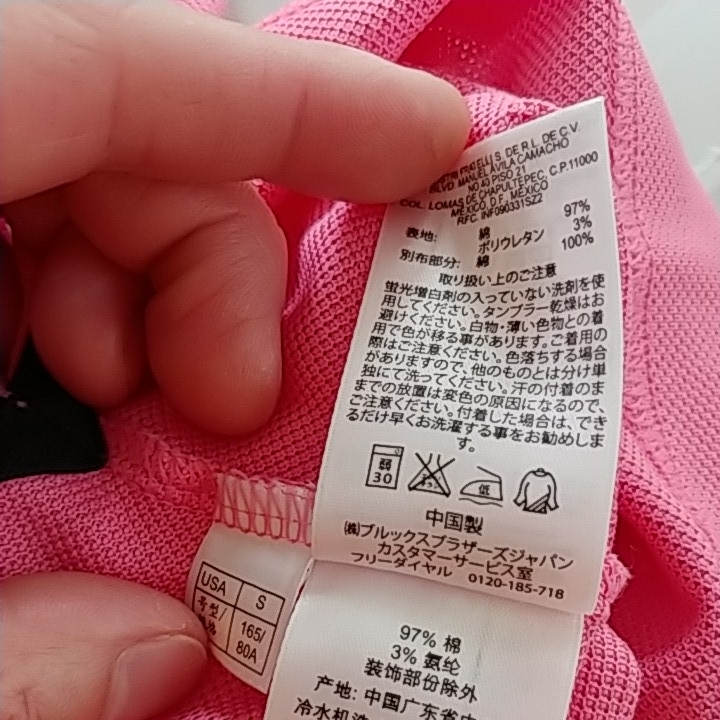 FRATELLI S. DE R.L. DE C.V.
BLVD. MANUEL AVILA CAMACHO
NO 40 PISO 21
COL. LOMAS DE CHAPULTEPEC, C.P.11000
MEXICO, D.F. MEXICO
RFC. INF090331SZ2
表地: 綿 97%
ポリウレタン 3%
別布部分: 綿 100%
取り扱い上のご注意
蛍光増白剤の入っていない洗剤を使
用してください。タンブラー乾燥はお
避けください。白物・薄い色物との着
用で色が移る事があります。ご着用の
際はご注意ください。色落ちする場合
がありますので、他のものとは分け単
独にて洗ってください。汗の付着のま
までの放置は変色の原因になるので、
ご注意ください。付着した場合は、でき
るだけ早くお洗濯する事をお勧めしま
す。
弱 30
低
中国製
(株)ブルックスブラザーズジャパン
カスタマーサービス室
フリーダイヤル 0120-185-718
USA S
号型/ 165/
規格 80A
97% 棉
3% 氨纶
装饰部份除外
产地: 中国广东省
冷水机洗